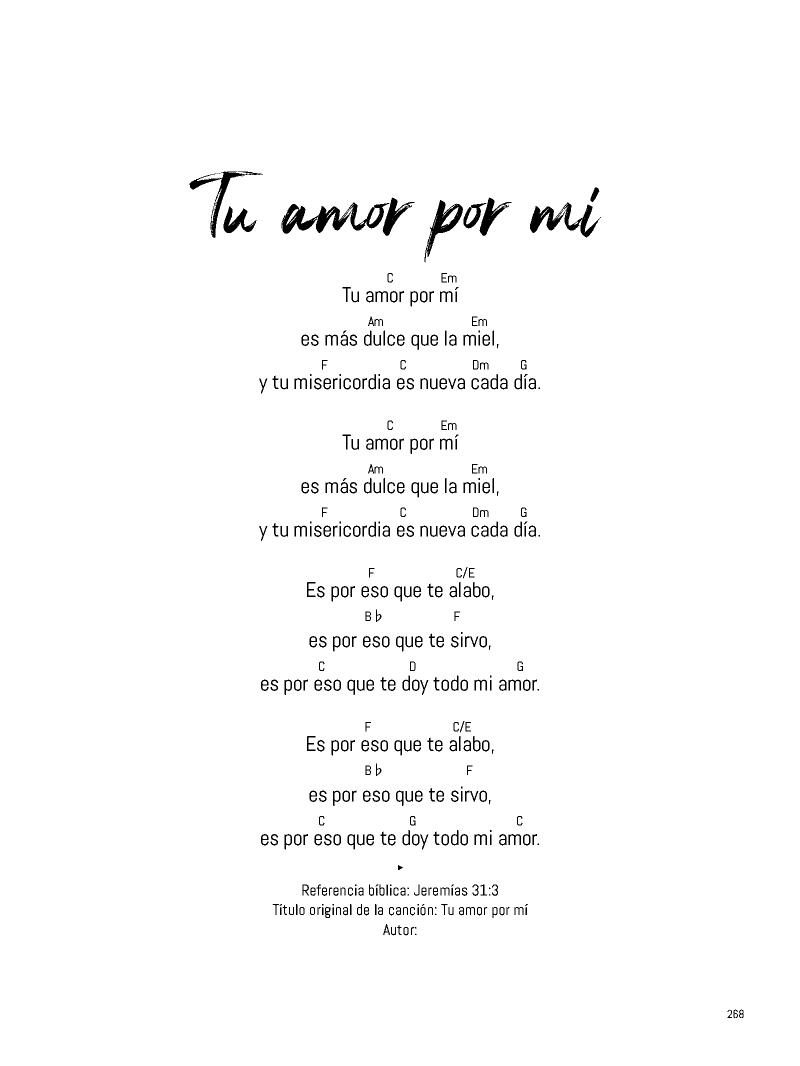 Tu amor por mí
C Em
Tu amor por mí
Am Em
es más dulce que la miel,
F C Dm G
y tu misericordia es nueva cada día.
C Em
Tu amor por mí
Am Em
es más dulce que la miel,
F C Dm G
y tu misericordia es nueva cada día.
F C/E
Es por eso que te alabo,
B♭ F
es por eso que te sirvo,
C D G
es por eso que te doy todo mi amor.
F C/E
Es por eso que te alabo,
B♭ F
es por eso que te sirvo,
C G C
es por eso que te doy todo mi amor.
Referencia bíblica: Jeremías 31:3
Título original de la canción: Tu amor por mí
Autor:
268